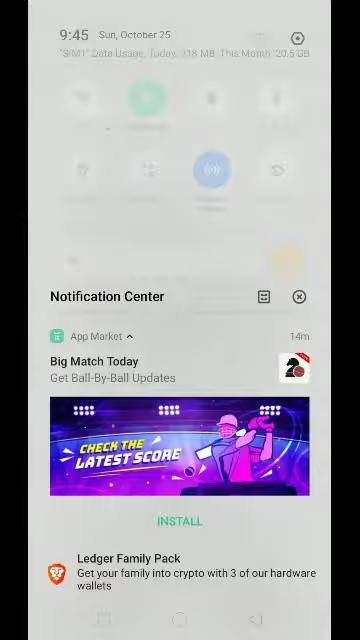 9:45 Sun, October 25
"SIM1" Data Usage, Today: 118 MB This Month: 20.5 GB
Notification Center
App Market 14m
Big Match Today
Get Ball-By-Ball Updates
CHECK THE
LATEST SCORE
INSTALL
Ledger Family Pack
Get your family into crypto with 3 of our hardware
wallets